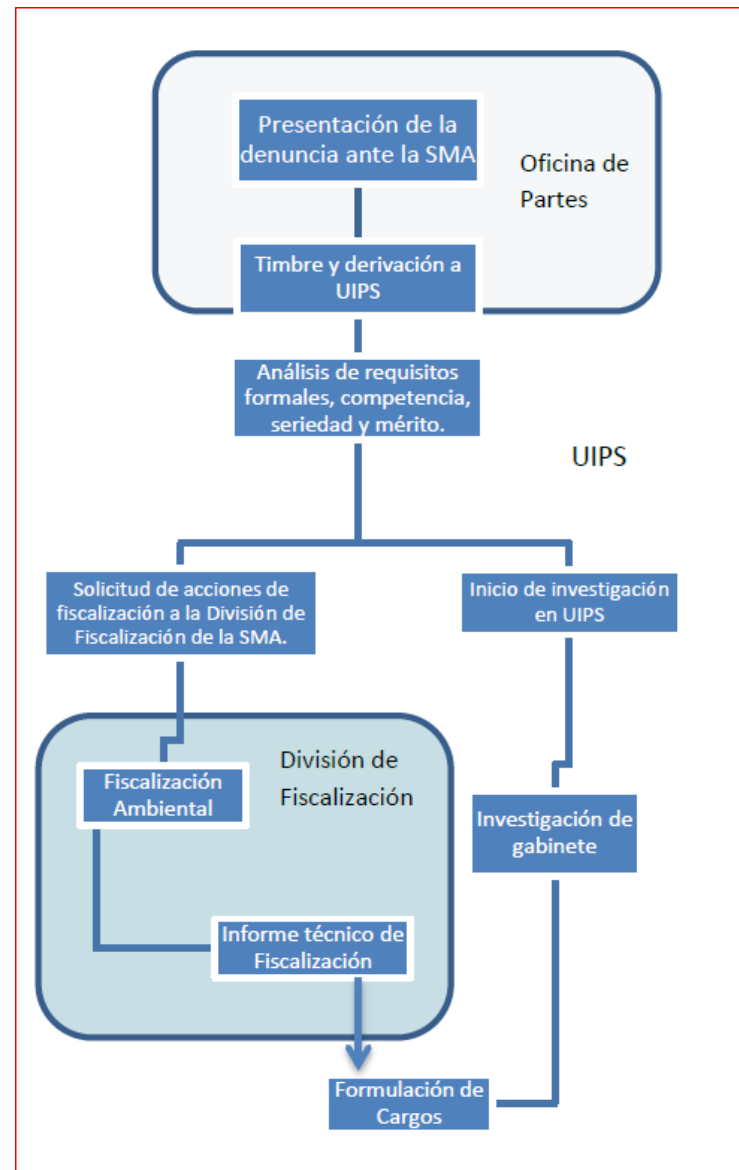 Presentación de la
denuncia ante la SMA
Oficina de
Partes
Timbre y derivación a
UIPS
Análisis de requisitos
formales, competencia,
seriedad y mérito.
UIPS
Solicitud de acciones de
fiscalización a la División de
Fiscalización de la SMA.
Inicio de investigación
en UIPS
División de
Fiscalización
Fiscalización
Ambiental
Investigación de
gabinete
Informe técnico de
Fiscalización
Formulación de
Cargos